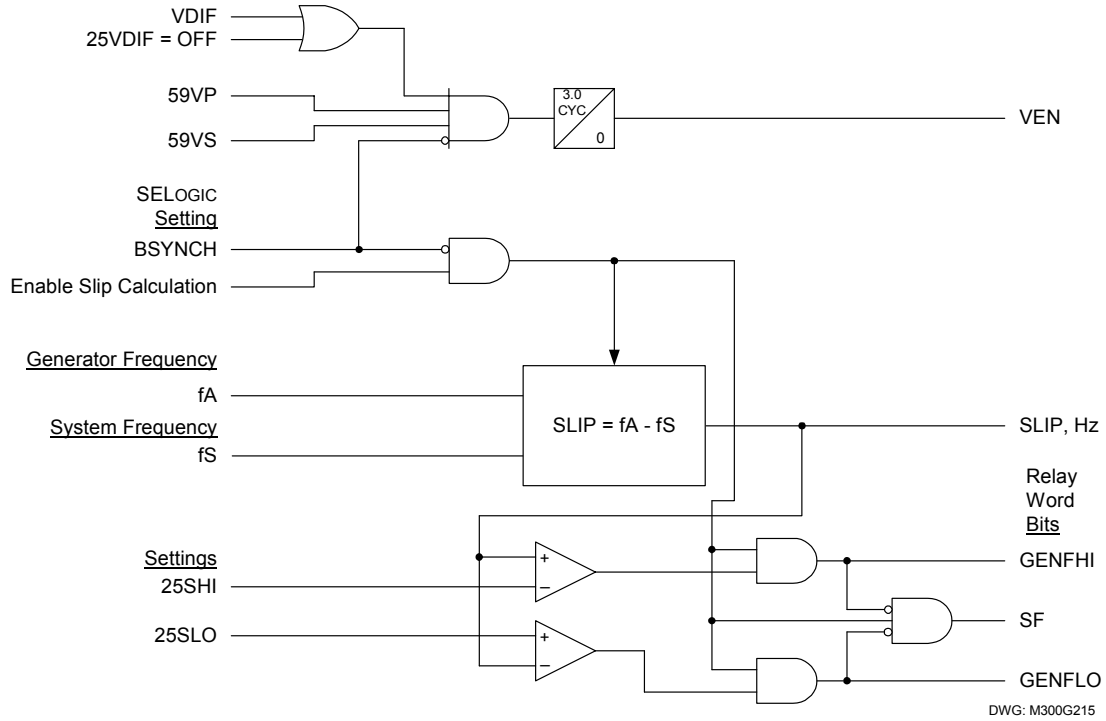 VDIF
25VDIF = OFF
59VP
59VS
3.0
CYC
0
VEN
SELOGIC
Setting
BSYNCH
Enable Slip Calculation
Generator Frequency
fA
System Frequency
fS
SLIP = fA - fS
SLIP, Hz
Relay
Word
Bits
Settings
25SHI
+
–
GENFHI
25SLO
+
–
SF
GENFLO
DWG: M300G215